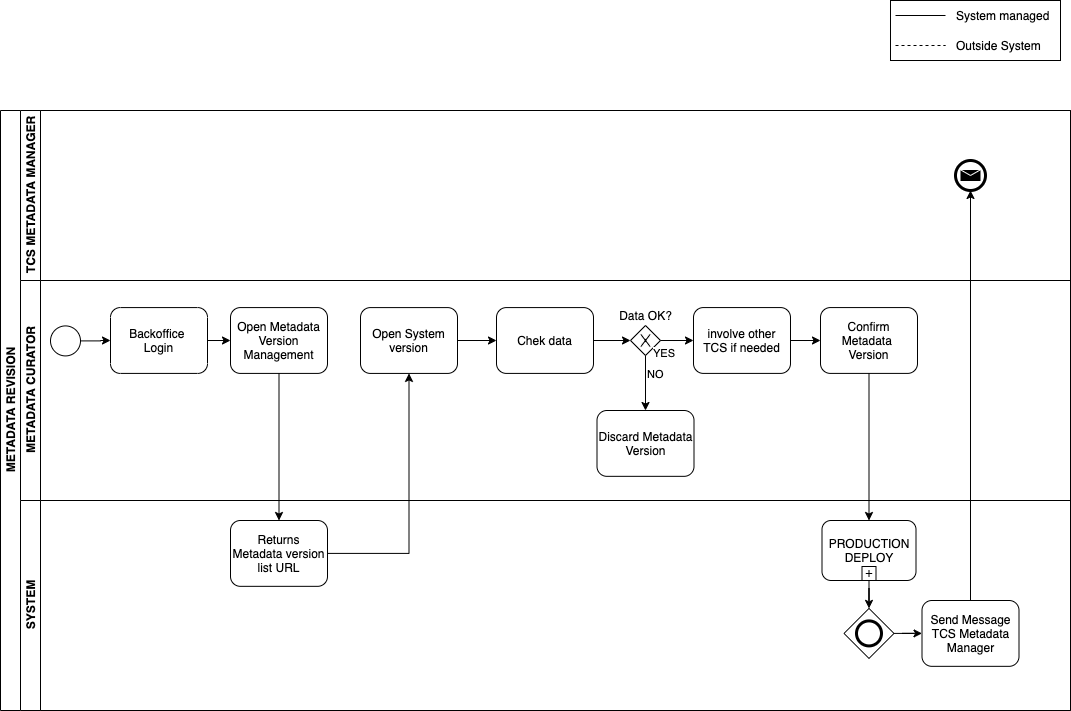 System managed
Outside System
METADATA REVISION
TCS METADATA MANAGER
METADATA CURATOR
Backoffice
Login
Open Metadata
Version
Management
Open System
version
Chek data
Data OK?
X
YES
NO
involve other
TCS if needed
Confirm
Metadata
Version
Discard Metadata
Version
SYSTEM
Returns
Metadata version
list URL
PRODUCTION
DEPLOY
+
Send Message
TCS Metadata
Manager